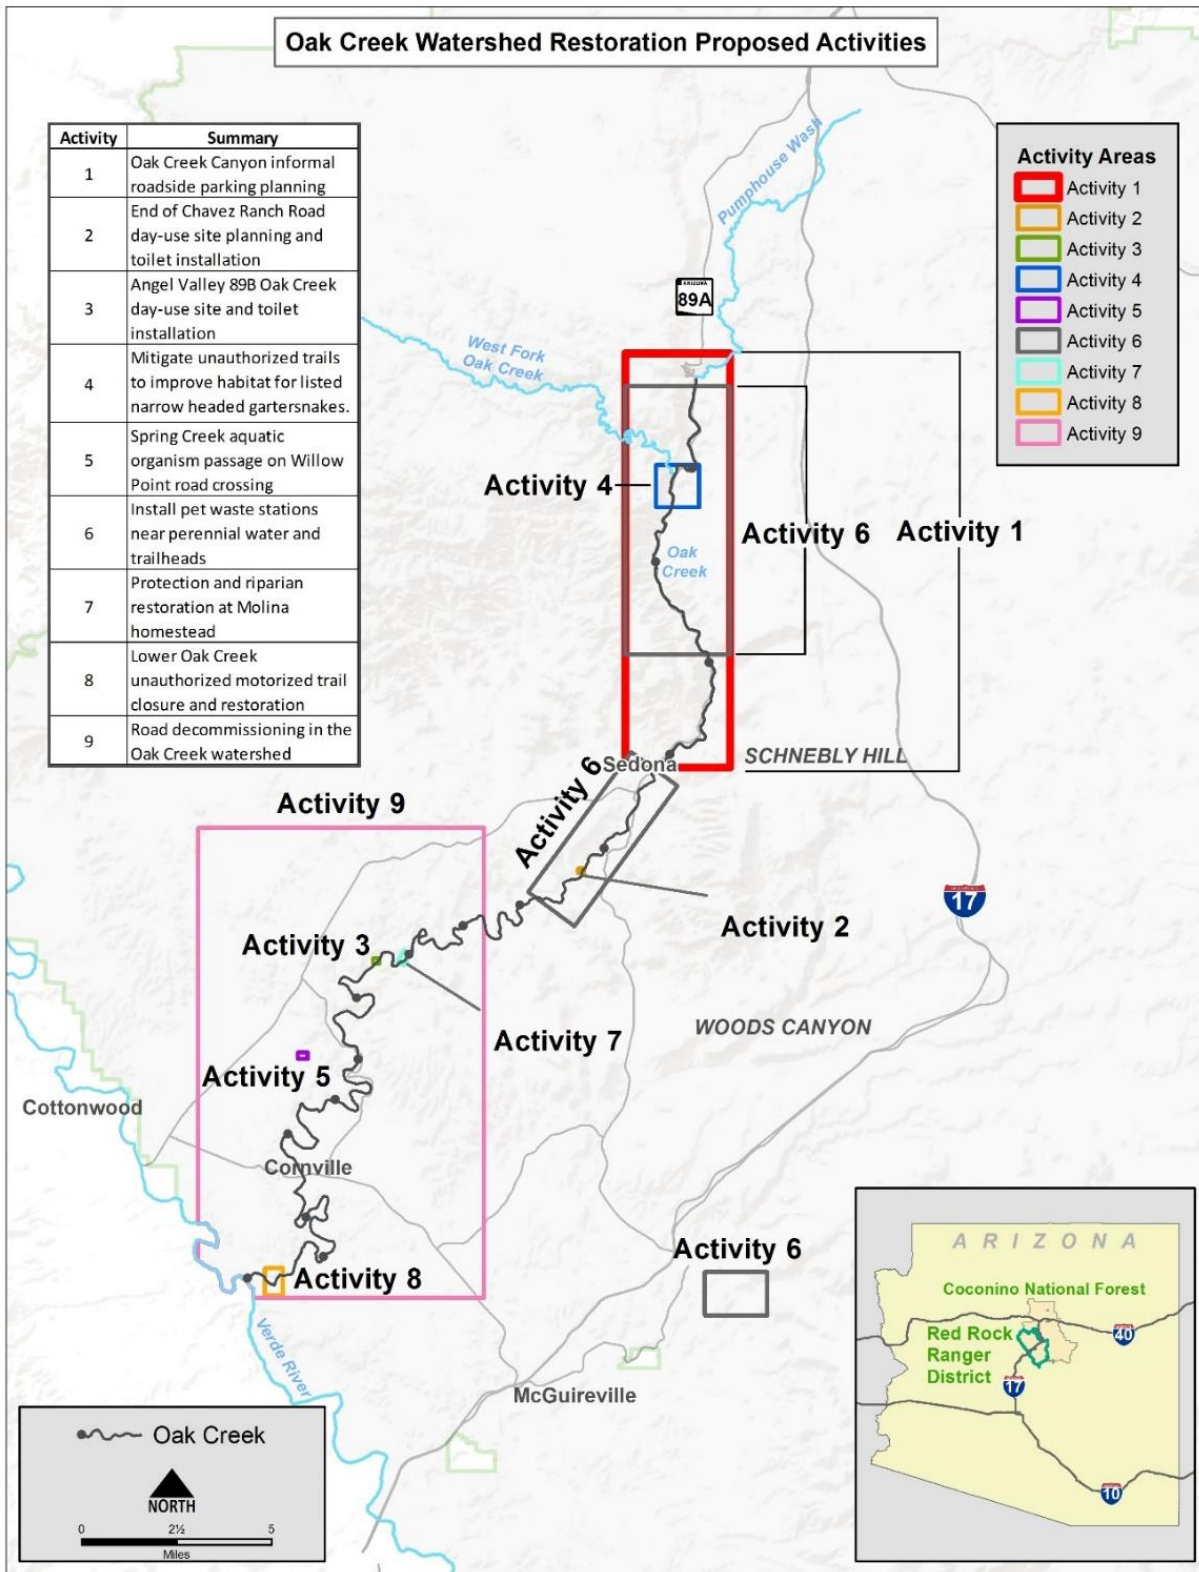 Oak Creek Watershed Restoration Proposed Activities
Activity Summary
1 Oak Creek Canyon informal
roadside parking planning
2 End of Chavez Ranch Road
day-use site planning and
toilet installation
3 Angel Valley 89B Oak Creek
day-use site and toilet
installation
4 Mitigate unauthorized trails
to improve habitat for listed
narrow headed gartersnakes.
5 Spring Creek aquatic
organism passage on Willow
Point road crossing
6 Install pet waste stations
near perennial water and
trailheads
7 Protection and riparian
restoration at Molina
homestead
8 Lower Oak Creek
unauthorized motorized trail
closure and restoration
9 Road decommissioning in the
Oak Creek watershed
Activity Areas
Activity 1
Activity 2
Activity 3
Activity 4
Activity 5
Activity 6
Activity 7
Activity 8
Activity 9
Pumphouse Wash
ARIZONA
89A
West Fork
Oak Creek
Activity 4
Activity 6
Activity 1
Oak
Creek
Sedona
SCHNEBLY HILL
Activity 6
Activity 9
17
Activity 2
Activity 3
Activity 7
WOODS CANYON
Activity 5
Cottonwood
Cornville
Activity 6
Activity 8
Verde River
McGuireville
Oak Creek
NORTH
0 2½ 5
Miles
ARIZONA
Coconino National Forest
Red Rock
Ranger
District
40
17
10